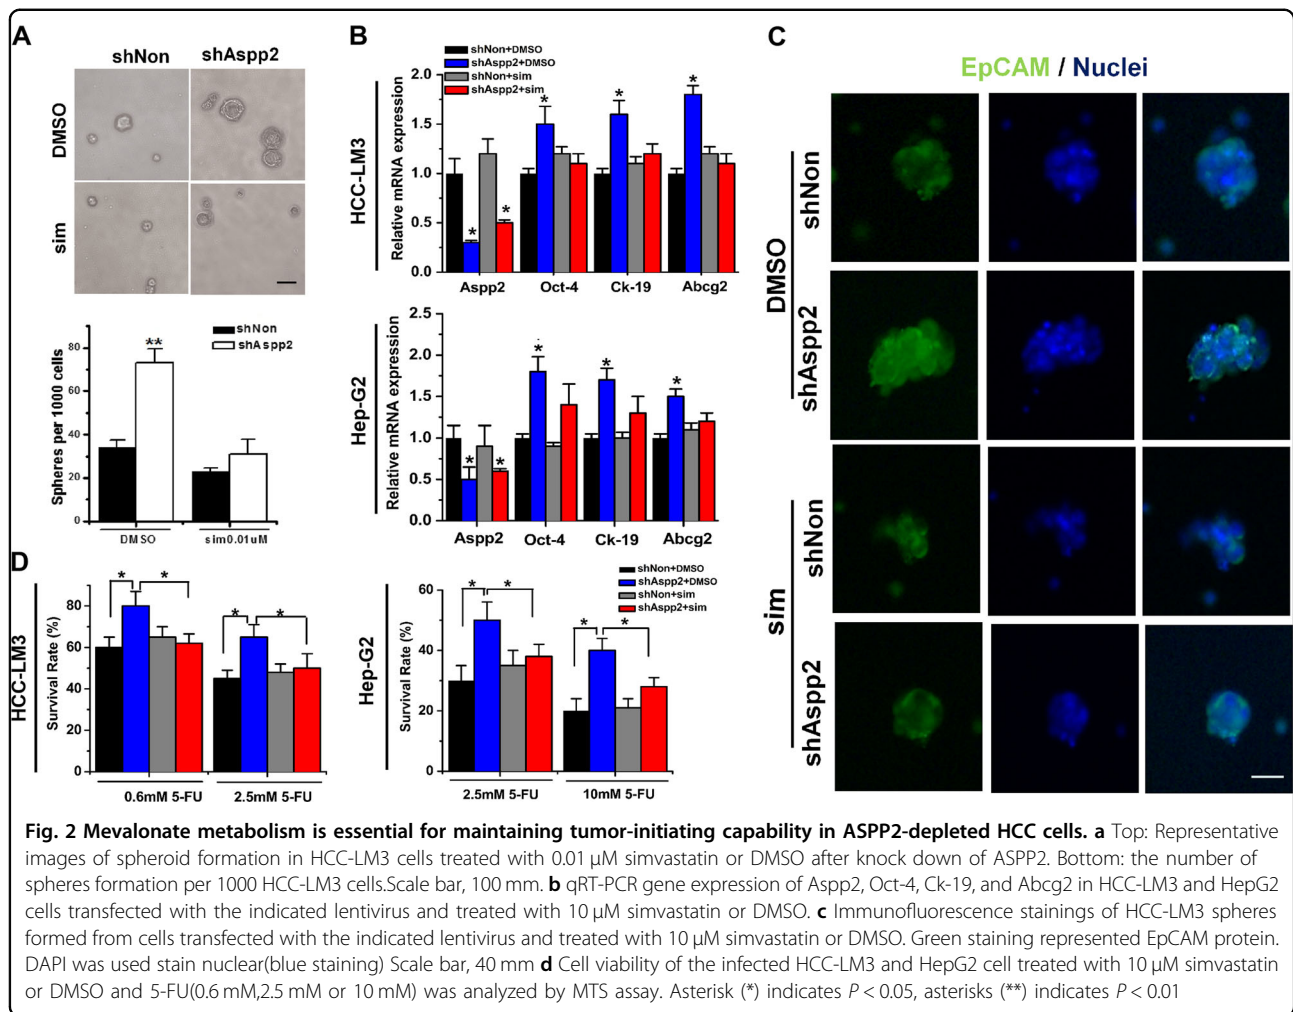 A
shNon
shAspp2
DMSO
sim
Spheres per 1000 cells
80
60
40
20
0
shNon
shAspp2
**
DMSO
sim0.01uM
B
HCC-LM3
Relative mRNA expression
2.0
1.5
1.0
0.5
0.0
shNon+DMSO
shAspp2+DMSO
shNon+sim
shAspp2+sim
* * * * *
Aspp2 Oct-4 Ck-19 Abcg2
Hep-G2
Relative mRNA expression
2.5
2.0
1.5
1.0
0.5
0.0
* * * * *
Aspp2 Oct-4 Ck-19 Abcg2
C
EpCAM / Nuclei
DMSO
shNon
shAspp2
sim
shNon
shAspp2
D
HCC-LM3
Survival Rate (%)
80
60
40
20
0
* * * *
0.6mM 5-FU 2.5mM 5-FU
Hep-G2
Survival Rate (%)
60
40
20
0
shNon+DMSO
shAspp2+DMSO
shNon+sim
shAspp2+sim
* * * *
2.5mM 5-FU 10mM 5-FU
Fig. 2 Mevalonate metabolism is essential for maintaining tumor-initiating capability in ASPP2-depleted HCC cells. a Top: Representative
images of spheroid formation in HCC-LM3 cells treated with 0.01 μM simvastatin or DMSO after knock down of ASPP2. Bottom: the number of
spheres formation per 1000 HCC-LM3 cells.Scale bar, 100 mm. b qRT-PCR gene expression of Aspp2, Oct-4, Ck-19, and Abcg2 in HCC-LM3 and HepG2
cells transfected with the indicated lentivirus and treated with 10 μM simvastatin or DMSO. c Immunofluorescence stainings of HCC-LM3 spheres
formed from cells transfected with the indicated lentivirus and treated with 10 μM simvastatin or DMSO. Green staining represented EpCAM protein.
DAPI was used stain nuclear(blue staining) Scale bar, 40 mm d Cell viability of the infected HCC-LM3 and HepG2 cell treated with 10 μM simvastatin
or DMSO and 5-FU(0.6 mM,2.5 mM or 10 mM) was analyzed by MTS assay. Asterisk (*) indicates P < 0.05, asterisks (**) indicates P < 0.01